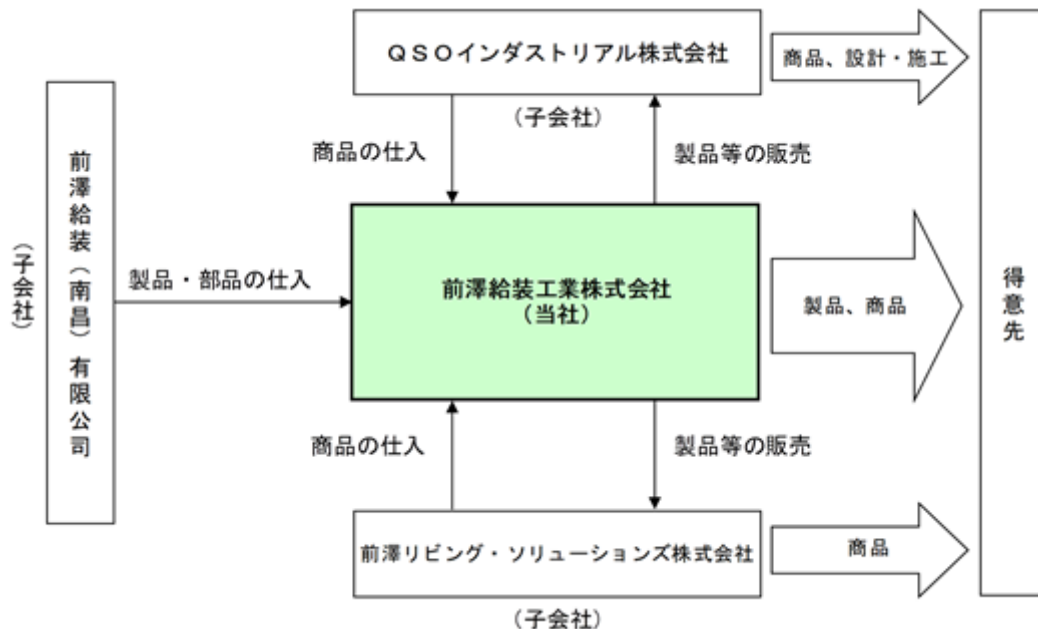 QSOインダストリアル株式会社
(子会社)
商品、設計・施工
商品の仕入
製品等の販売
前澤給装(南昌)有限公司
(子会社)
製品・部品の仕入
前澤給装工業株式会社
(当社)
製品、商品
得意先
商品の仕入
製品等の販売
前澤リビング・ソリューションズ株式会社
(子会社)
商品